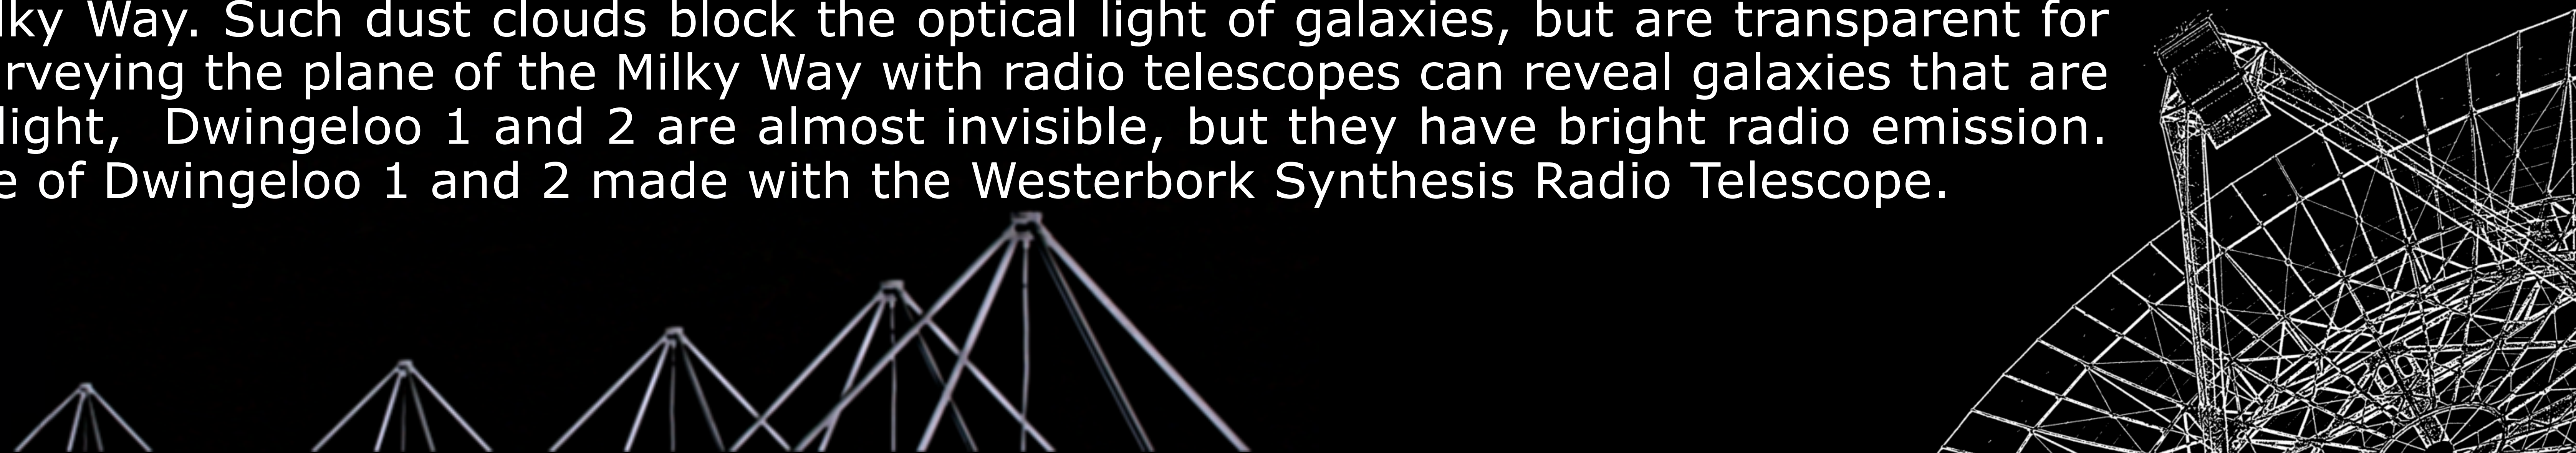 lky Way. Such dust clouds block the optical light of galaxies, but are transparent for
rveying the plane of the Milky Way with radio telescopes can reveal galaxies that are
light, Dwingeloo 1 and 2 are almost invisible, but they have bright radio emission.
e of Dwingeloo 1 and 2 made with the Westerbork Synthesis Radio Telescope.